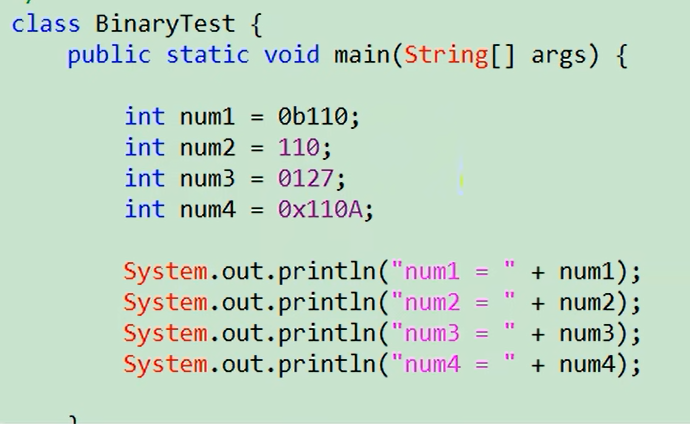 class BinaryTest {
public static void main(String[] args) {
int num1 = 0b110;
int num2 = 110;
int num3 = 0127;
int num4 = 0x110A;
System.out.println("num1 = " + num1);
System.out.println("num2 = " + num2);
System.out.println("num3 = " + num3);
System.out.println("num4 = " + num4);
}